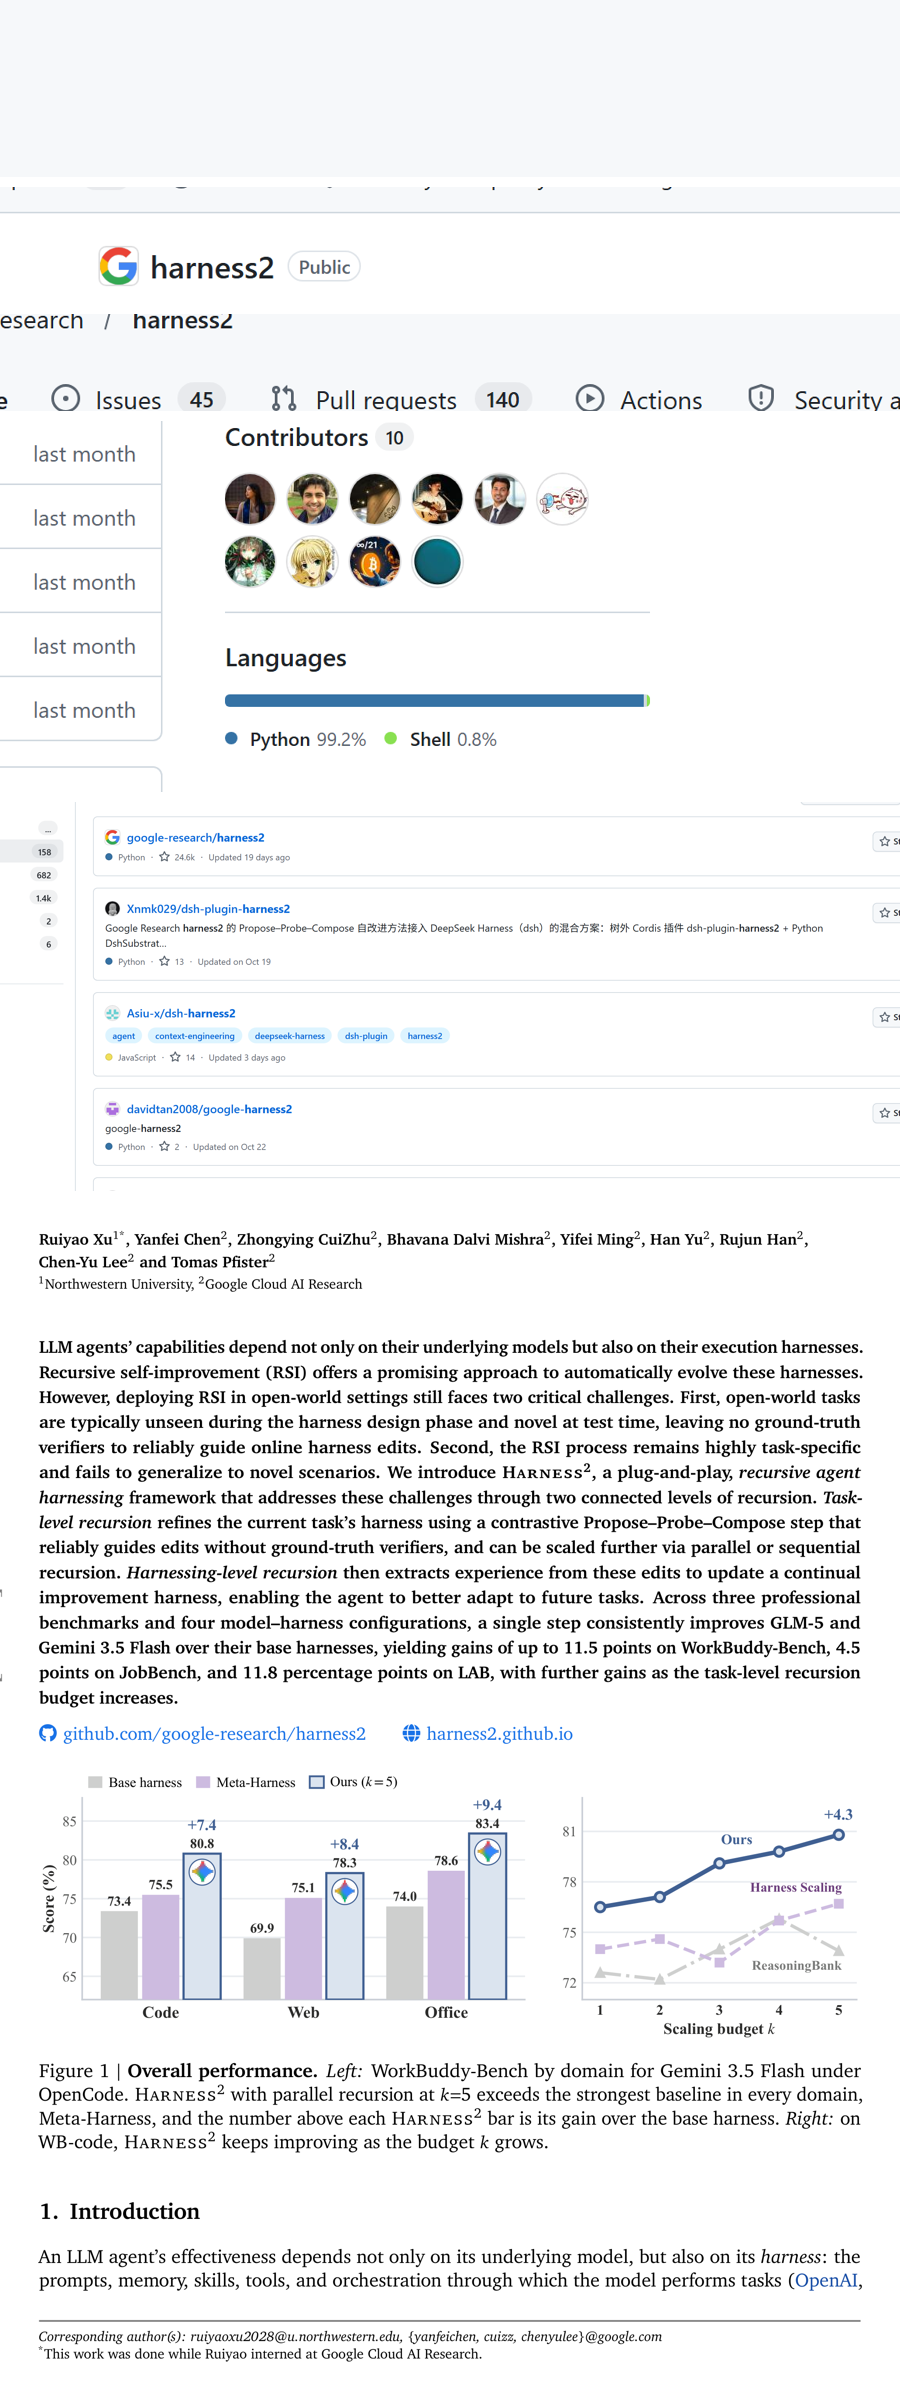 harness2 Public
esearch / harness2
e Issues 45 Pull requests 140 Actions Security a
last month
last month
last month
last month
last month
Contributors 10
∞/21
Languages
Python 99.2% Shell 0.8%
...
158
682
1.4k
2
6
google-research/harness2
Python · 24.6k · Updated 19 days ago
St
Xnmk029/dsh-plugin-harness2
Google Research harness2 的 Propose–Probe–Compose 自改进方法接入 DeepSeek Harness（dsh）的混合方案：树外 Cordis 插件 dsh-plugin-harness2 + Python
DshSubstrat...
Python · 13 · Updated on Oct 19
St
Asiu-x/dsh-harness2
agent context-engineering deepseek-harness dsh-plugin harness2
JavaScript · 14 · Updated 3 days ago
St
davidtan2008/google-harness2
google-harness2
Python · 2 · Updated on Oct 22
St
Ruiyao Xu1*, Yanfei Chen2, Zhongying CuiZhu2, Bhavana Dalvi Mishra2, Yifei Ming2, Han Yu2, Rujun Han2,
Chen-Yu Lee2 and Tomas Pfister2
1Northwestern University, 2Google Cloud AI Research
LLM agents’ capabilities depend not only on their underlying models but also on their execution harnesses.
Recursive self-improvement (RSI) offers a promising approach to automatically evolve these harnesses.
However, deploying RSI in open-world settings still faces two critical challenges. First, open-world tasks
are typically unseen during the harness design phase and novel at test time, leaving no ground-truth
verifiers to reliably guide online harness edits. Second, the RSI process remains highly task-specific
and fails to generalize to novel scenarios. We introduce HARNESS2, a plug-and-play, recursive agent
harnessing framework that addresses these challenges through two connected levels of recursion. Task-
level recursion refines the current task’s harness using a contrastive Propose–Probe–Compose step that
reliably guides edits without ground-truth verifiers, and can be scaled further via parallel or sequential
recursion. Harnessing-level recursion then extracts experience from these edits to update a continual
improvement harness, enabling the agent to better adapt to future tasks. Across three professional
benchmarks and four model–harness configurations, a single step consistently improves GLM-5 and
Gemini 3.5 Flash over their base harnesses, yielding gains of up to 11.5 points on WorkBuddy-Bench, 4.5
points on JobBench, and 11.8 percentage points on LAB, with further gains as the task-level recursion
budget increases.
github.com/google-research/harness2 harness2.github.io
Base harness Meta-Harness Ours (k=5)
Score (%)
85
80
75
70
65
73.4 75.5 80.8 +7.4
69.9 75.1 78.3 +8.4
74.0 78.6 83.4 +9.4
Code Web Office
81
78
75
72
+4.3
Ours
Harness Scaling
ReasoningBank
1 2 3 4 5
Scaling budget k
Figure 1 | Overall performance. Left: WorkBuddy-Bench by domain for Gemini 3.5 Flash under
OpenCode. HARNESS2 with parallel recursion at k=5 exceeds the strongest baseline in every domain,
Meta-Harness, and the number above each HARNESS2 bar is its gain over the base harness. Right: on
WB-code, HARNESS2 keeps improving as the budget k grows.
1. Introduction
An LLM agent’s effectiveness depends not only on its underlying model, but also on its harness: the
prompts, memory, skills, tools, and orchestration through which the model performs tasks (OpenAI,
Corresponding author(s): ruiyaoxu2028@u.northwestern.edu, {yanfeichen, cuizz, chenyulee}@google.com
*This work was done while Ruiyao interned at Google Cloud AI Research.